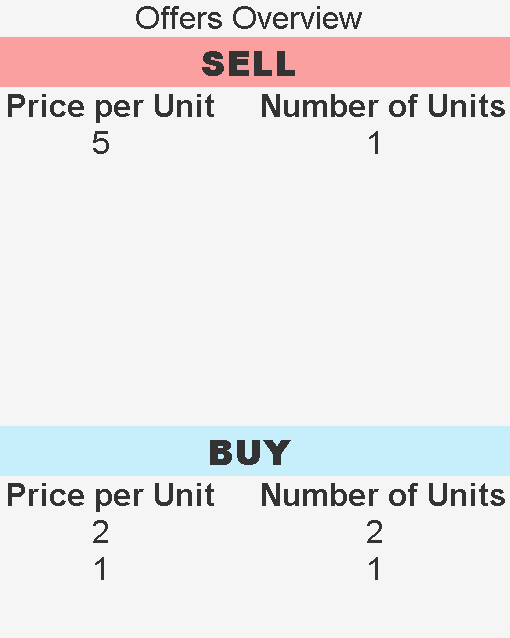 Offers Overview
SELL
Price per Unit Number of Units
5 1
BUY
Price per Unit Number of Units
2 2
1 1